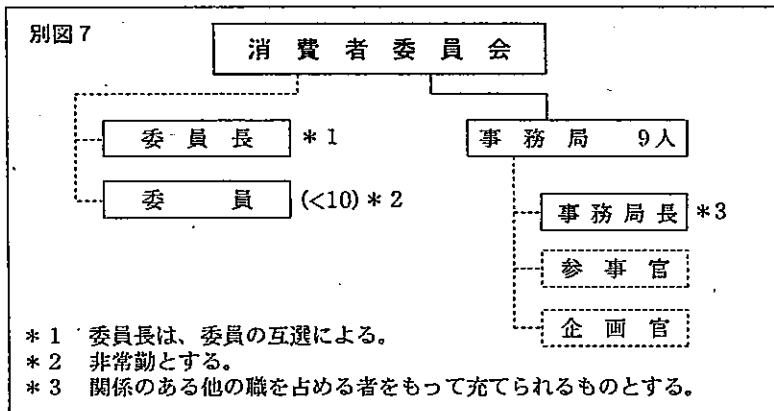 別図7
消費者委員会
委員長 *1
事務局 9人
委員 (<10) *2
事務局長 *3
参事官
企画官
*1 委員長は、委員の互選による。
*2 非常勤とする。
*3 関係のある他の職を占める者をもって充てられるものとする。